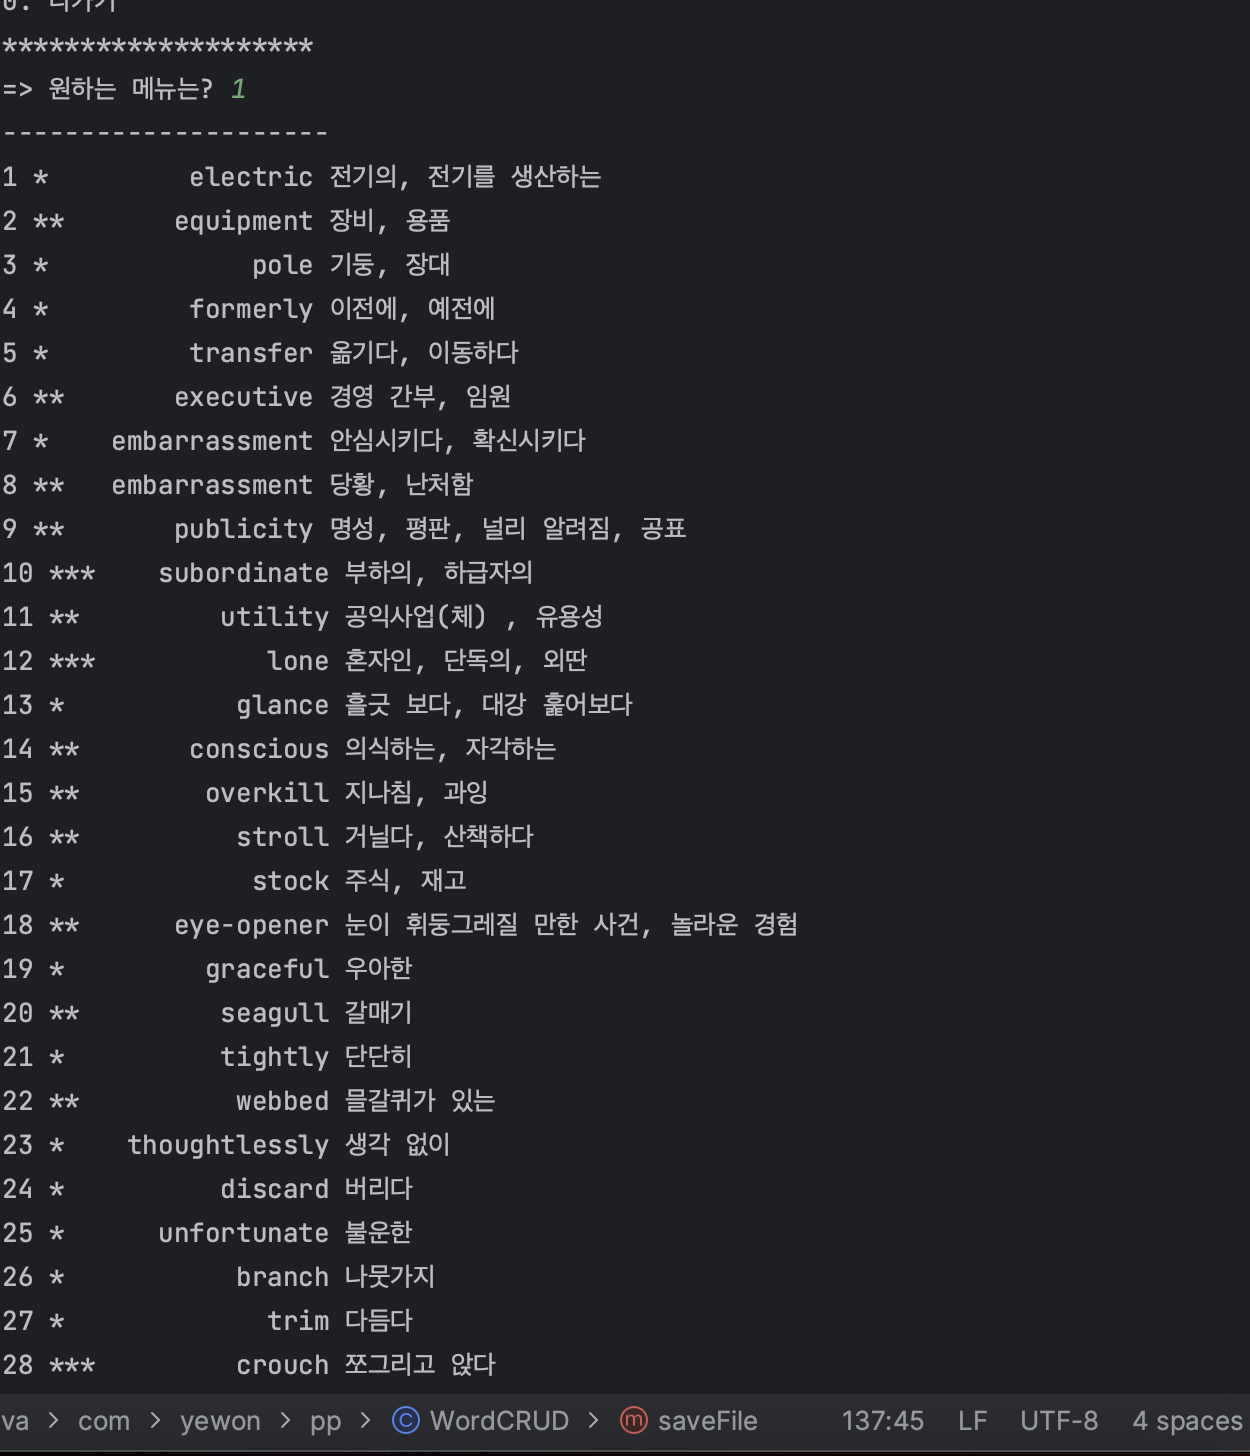 0. 나가기
********************
=> 원하는 메뉴는? 1
---------------------
1 * electric 전기의, 전기를 생산하는
2 ** equipment 장비, 용품
3 * pole 기둥, 장대
4 * formerly 이전에, 예전에
5 * transfer 옮기다, 이동하다
6 ** executive 경영 간부, 임원
7 * embarrassment 안심시키다, 확신시키다
8 ** embarrassment 당황, 난처함
9 ** publicity 명성, 평판, 널리 알려짐, 공표
10 *** subordinate 부하의, 하급자의
11 ** utility 공익사업(체) , 유용성
12 *** lone 혼자인, 단독의, 외딴
13 * glance 흘긋 보다, 대강 훑어보다
14 ** conscious 의식하는, 자각하는
15 ** overkill 지나침, 과잉
16 ** stroll 거닐다, 산책하다
17 * stock 주식, 재고
18 ** eye-opener 눈이 휘둥그레질 만한 사건, 놀라운 경험
19 * graceful 우아한
20 ** seagull 갈매기
21 * tightly 단단히
22 ** webbed 믈갈퀴가 있는
23 * thoughtlessly 생각 없이
24 * discard 버리다
25 * unfortunate 불운한
26 * branch 나뭇가지
27 * trim 다듬다
28 *** crouch 쪼그리고 앉다
va > com > yewon > pp > WordCRUD > saveFile 137:45 LF UTF-8 4 spaces